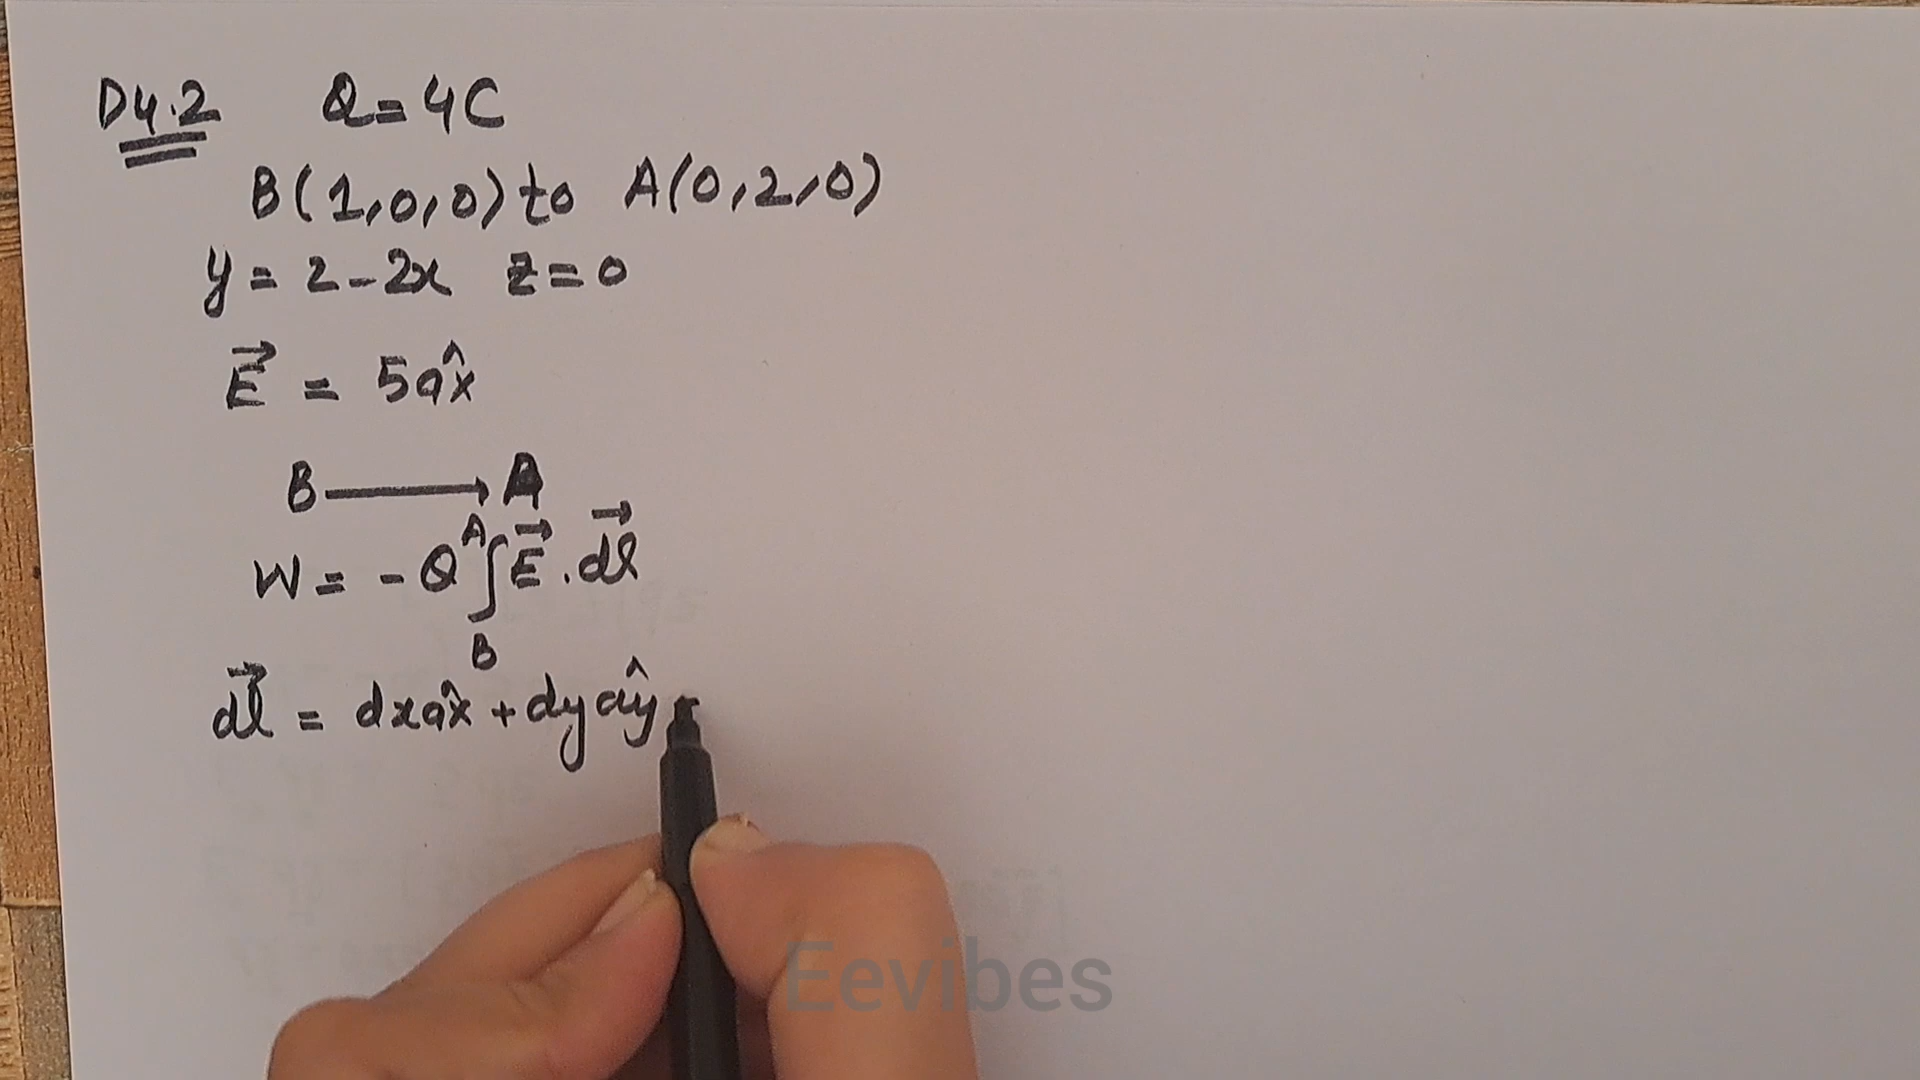 D4.2 Q=4C
B(1,0,0) to A(0,2,0)
y = 2-2x z=0
E⃗ = 5âx
B → A
W = -Q ∫_B^A E⃗ . dl⃗
dl⃗ = dxâx + dyây
Eevibes